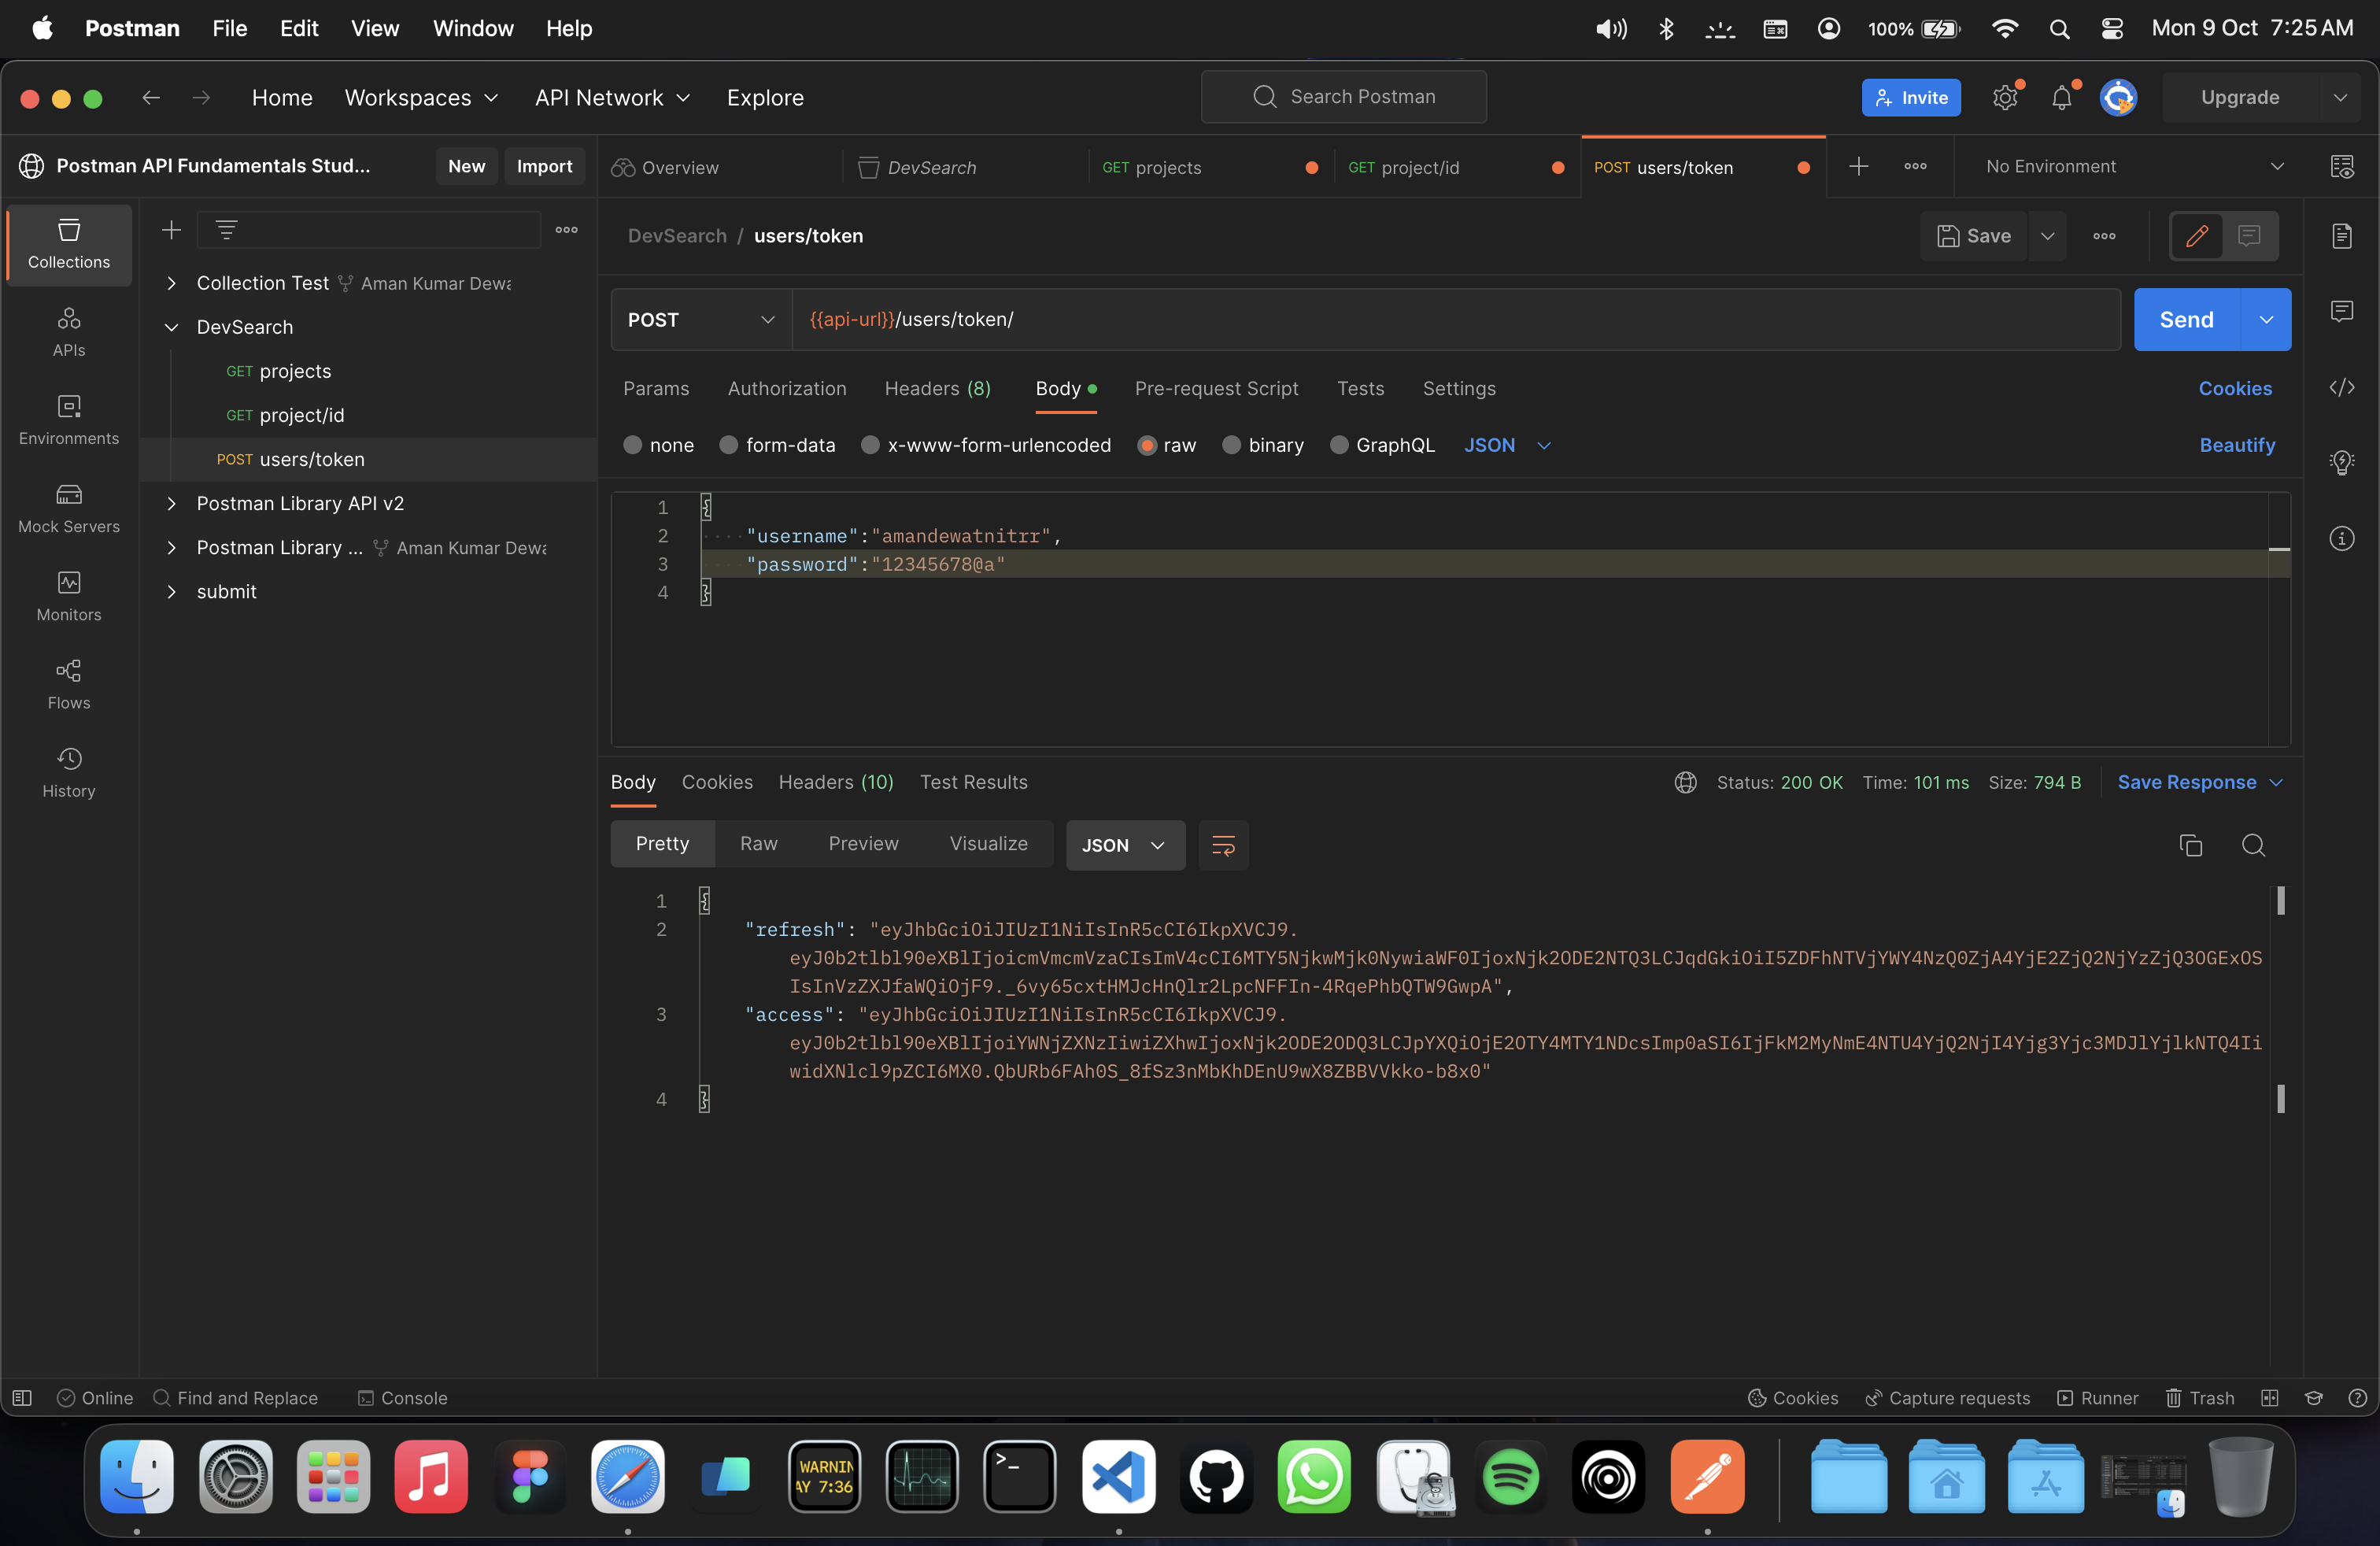 Postman File Edit View Window Help 100% Mon 9 Oct 7:25 AM
Home Workspaces API Network Explore Search Postman Invite Upgrade
Postman API Fundamentals Stud... New Import Overview DevSearch GET projects GET project/id POST users/token No Environment
Collections
APIs
Environments
Mock Servers
Monitors
Flows
History
Collection Test Aman Kumar Dewa
DevSearch
GET projects
GET project/id
POST users/token
Postman Library API v2
Postman Library ... Aman Kumar Dewa
submit
DevSearch / users/token Save
POST {{api-url}}/users/token/ Send
Params Authorization Headers (8) Body Pre-request Script Tests Settings Cookies
none form-data x-www-form-urlencoded raw binary GraphQL JSON Beautify
1 {
2 "username":"amandewatnitrr",
3 "password":"12345678@a"
4 }
Body Cookies Headers (10) Test Results Status: 200 OK Time: 101 ms Size: 794 B Save Response
Pretty Raw Preview Visualize JSON
1 {
2 "refresh": "eyJhbGciOiJIUzI1NiIsInR5cCI6IkpXVCJ9.
eyJ0b2tlbl90eXBlIjoicmVmcmVzaCIsImV4cCI6MTY5NjkwMjk0NywiaWF0IjoxNjk2ODE2NTQ3LCJqdGkiOiI5ZDFhNTVjYWY4NzQ0ZjA4YjE2ZjQ2NjYzZjQ3OGExOS
IsInVzZXJfaWQiOjF9._6vy65cxtHMJcHnQlr2LpcNFFIn-4RqePhbQTW9GwpA",
3 "access": "eyJhbGciOiJIUzI1NiIsInR5cCI6IkpXVCJ9.
eyJ0b2tlbl90eXBlIjoiYWNjZXNzIiwiZXhwIjoxNjk2ODE2ODQ3LCJpYXQiOjE2OTY4MTY1NDcsImp0aSI6IjFkM2MyNmE4NTU4YjQ2NjI4Yjg3Yjc3MDJlYjlkNTQ4Ii
widXNlcl9pZCI6MX0.QbURb6FAh0S_8fSz3nMbKhDEnU9wX8ZBBVVkko-b8x0"
4 }
Online Find and Replace Console Cookies Capture requests Runner Trash
WARNIN
AY 7:36